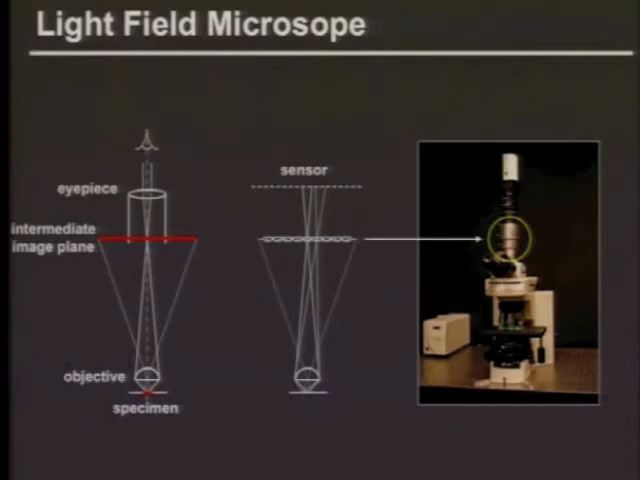 Light Field Microsope
sensor
eyepiece
intermediate
image plane
objective
specimen